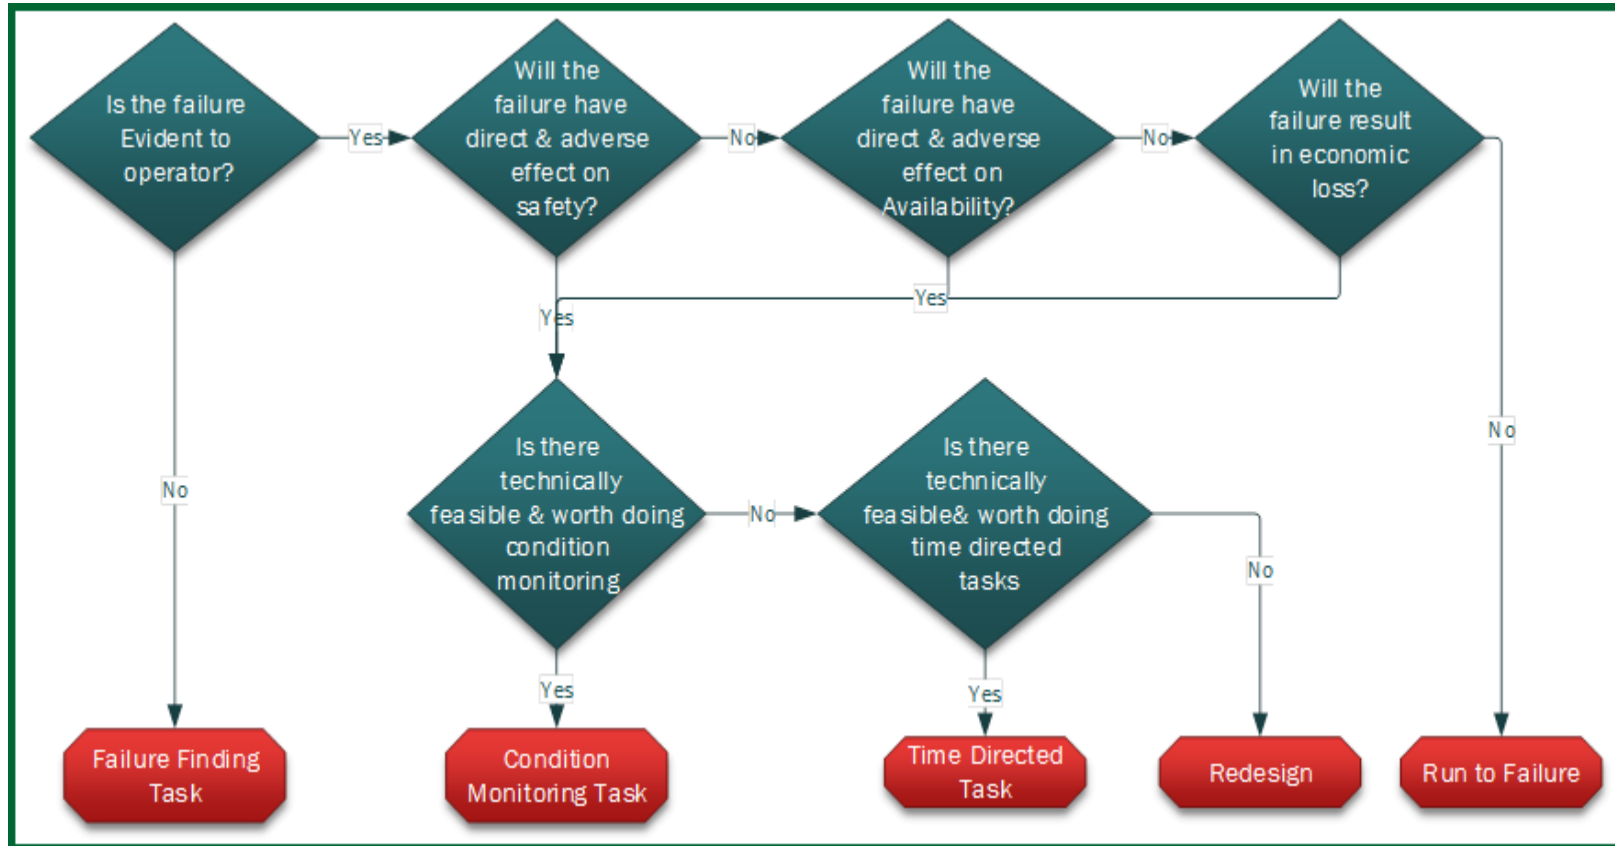 Is the failure
Evident to
operator?
Yes
Will the
failure have
direct & adverse
effect on
safety?
No
Will the
failure have
direct & adverse
effect on
Availability?
No
Will the
failure result
in economic
loss?
Yes
Yes
No
No
Is there
technically
feasible & worth doing
condition
monitoring
No
Is there
technically
feasible& worth doing
time directed
tasks
No
Yes
Yes
Failure Finding
Task
Condition
Monitoring Task
Time Directed
Task
Redesign
Run to Failure